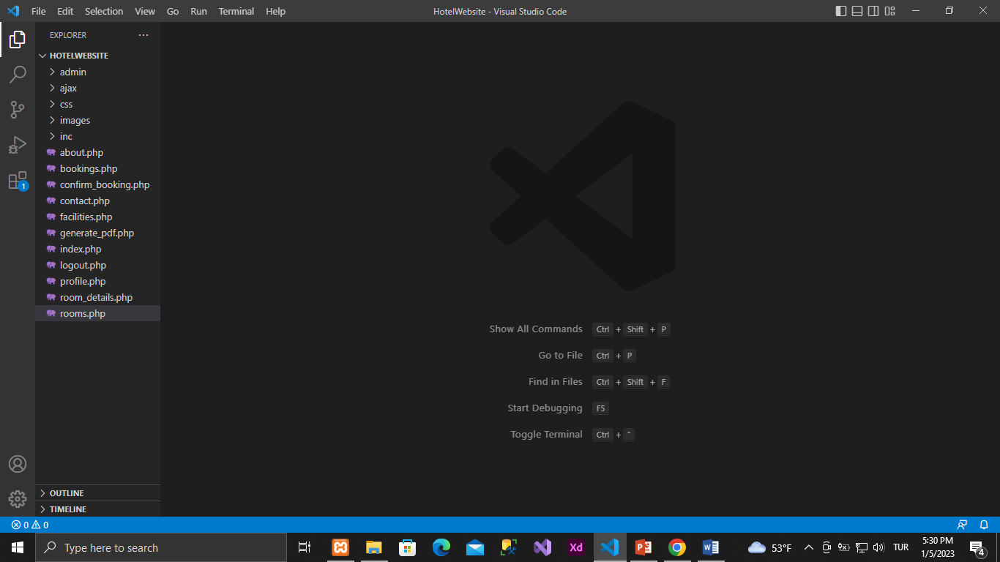 File Edit Selection View Go Run Terminal Help HotelWebsite - Visual Studio Code
EXPLORER
HOTELWEBSITE
admin
ajax
css
images
inc
about.php
bookings.php
confirm_booking.php
contact.php
facilities.php
generate_pdf.php
index.php
logout.php
profile.php
room_details.php
rooms.php
1
Show All Commands Ctrl + Shift + P
Go to File Ctrl + P
Find in Files Ctrl + Shift + F
Start Debugging F5
Toggle Terminal Ctrl + "
OUTLINE
TIMELINE
0 0
Type here to search
Xd
53°F
TUR
5:30 PM
1/5/2023
4